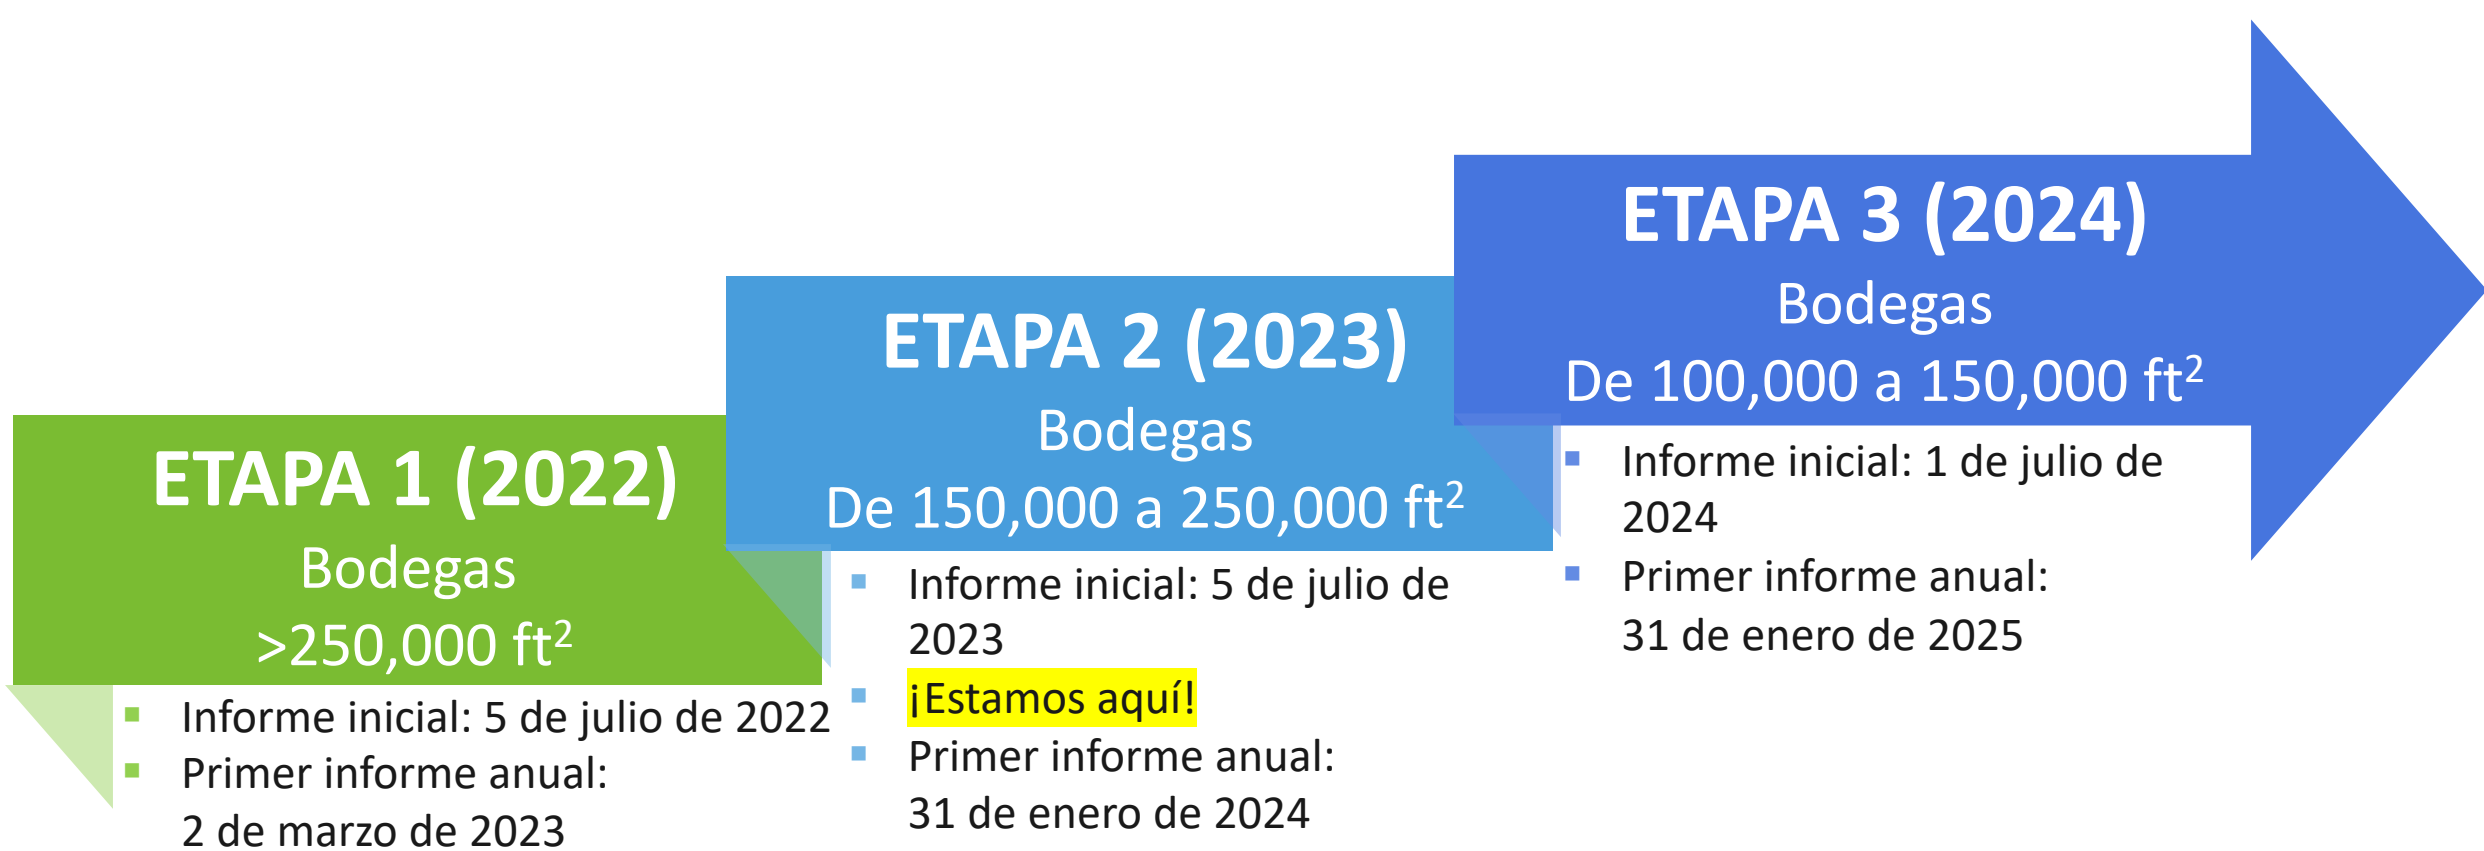 ETAPA 1 (2022)
Bodegas
>250,000 ft²
▪ Informe inicial: 5 de julio de 2022
▪ Primer informe anual:
2 de marzo de 2023
ETAPA 2 (2023)
Bodegas
De 150,000 a 250,000 ft²
▪ Informe inicial: 5 de julio de
2023
▪ ¡Estamos aquí!
▪ Primer informe anual:
31 de enero de 2024
ETAPA 3 (2024)
Bodegas
De 100,000 a 150,000 ft²
▪ Informe inicial: 1 de julio de
2024
▪ Primer informe anual:
31 de enero de 2025